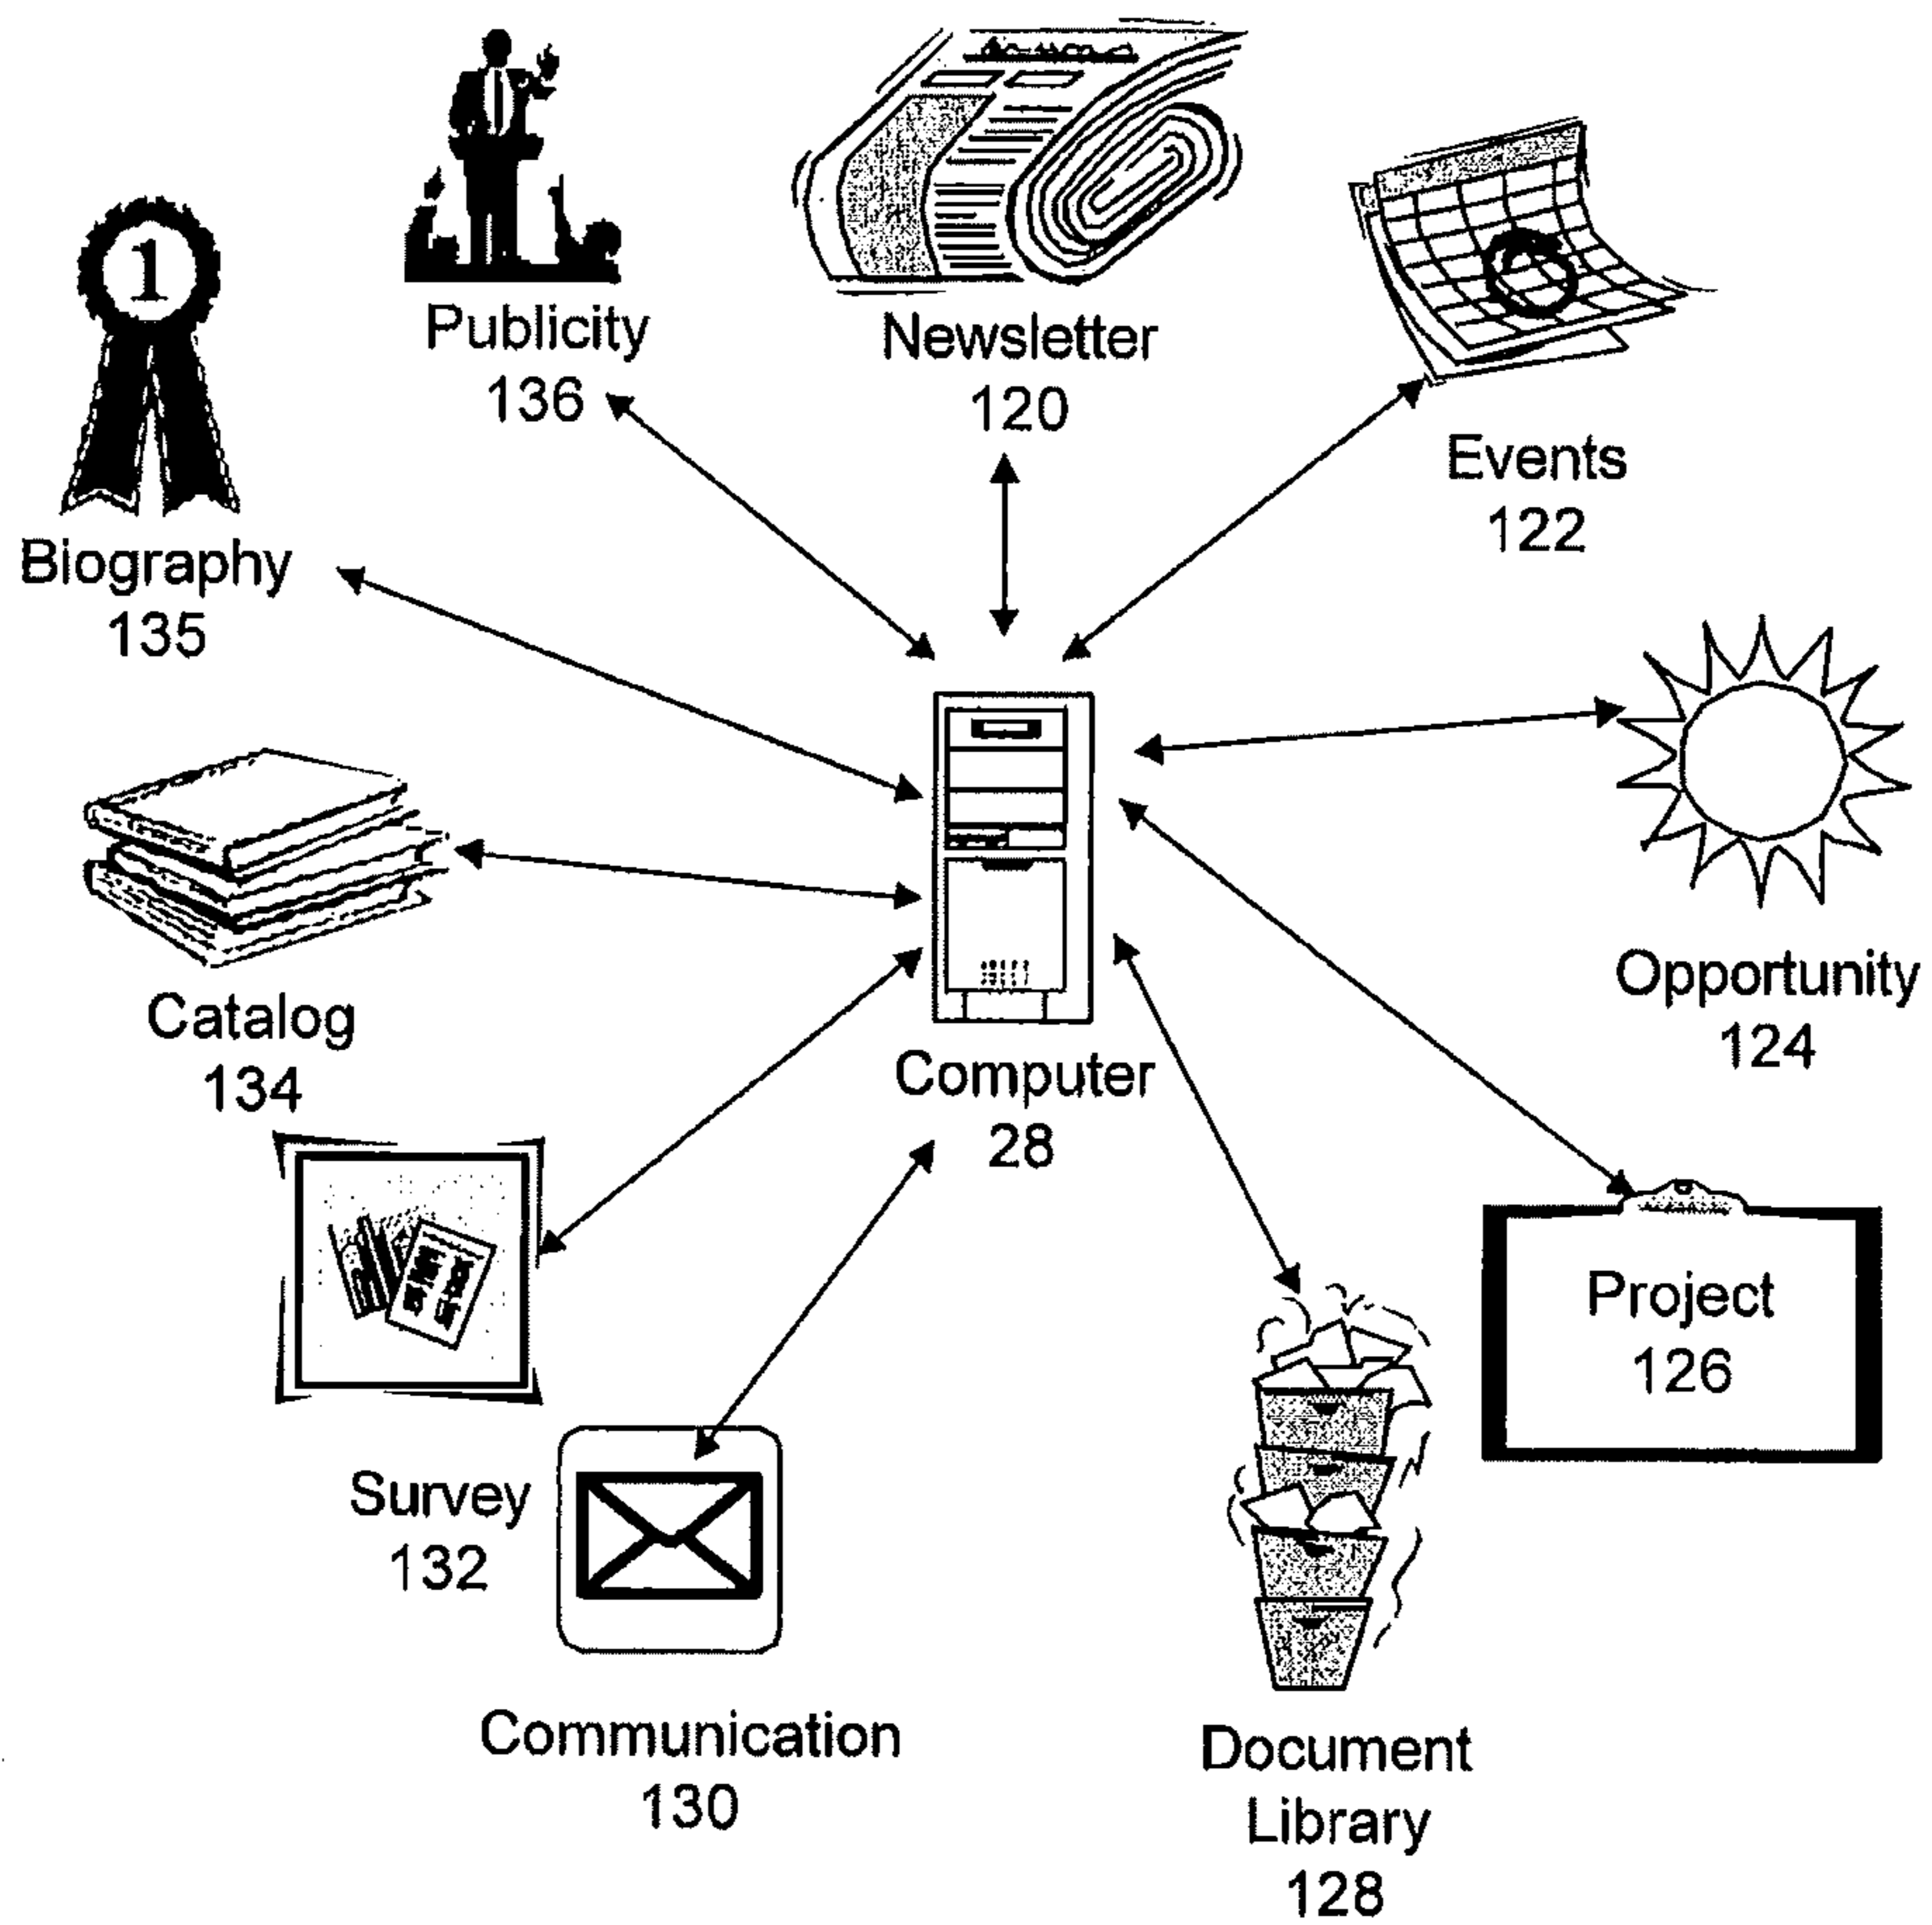 Publicity
136
Newsletter
120
Events
122
1
Biography
135
Opportunity
124
Catalog
134
Computer
28
Project
126
Survey
132
Communication
130
Document
Library
128